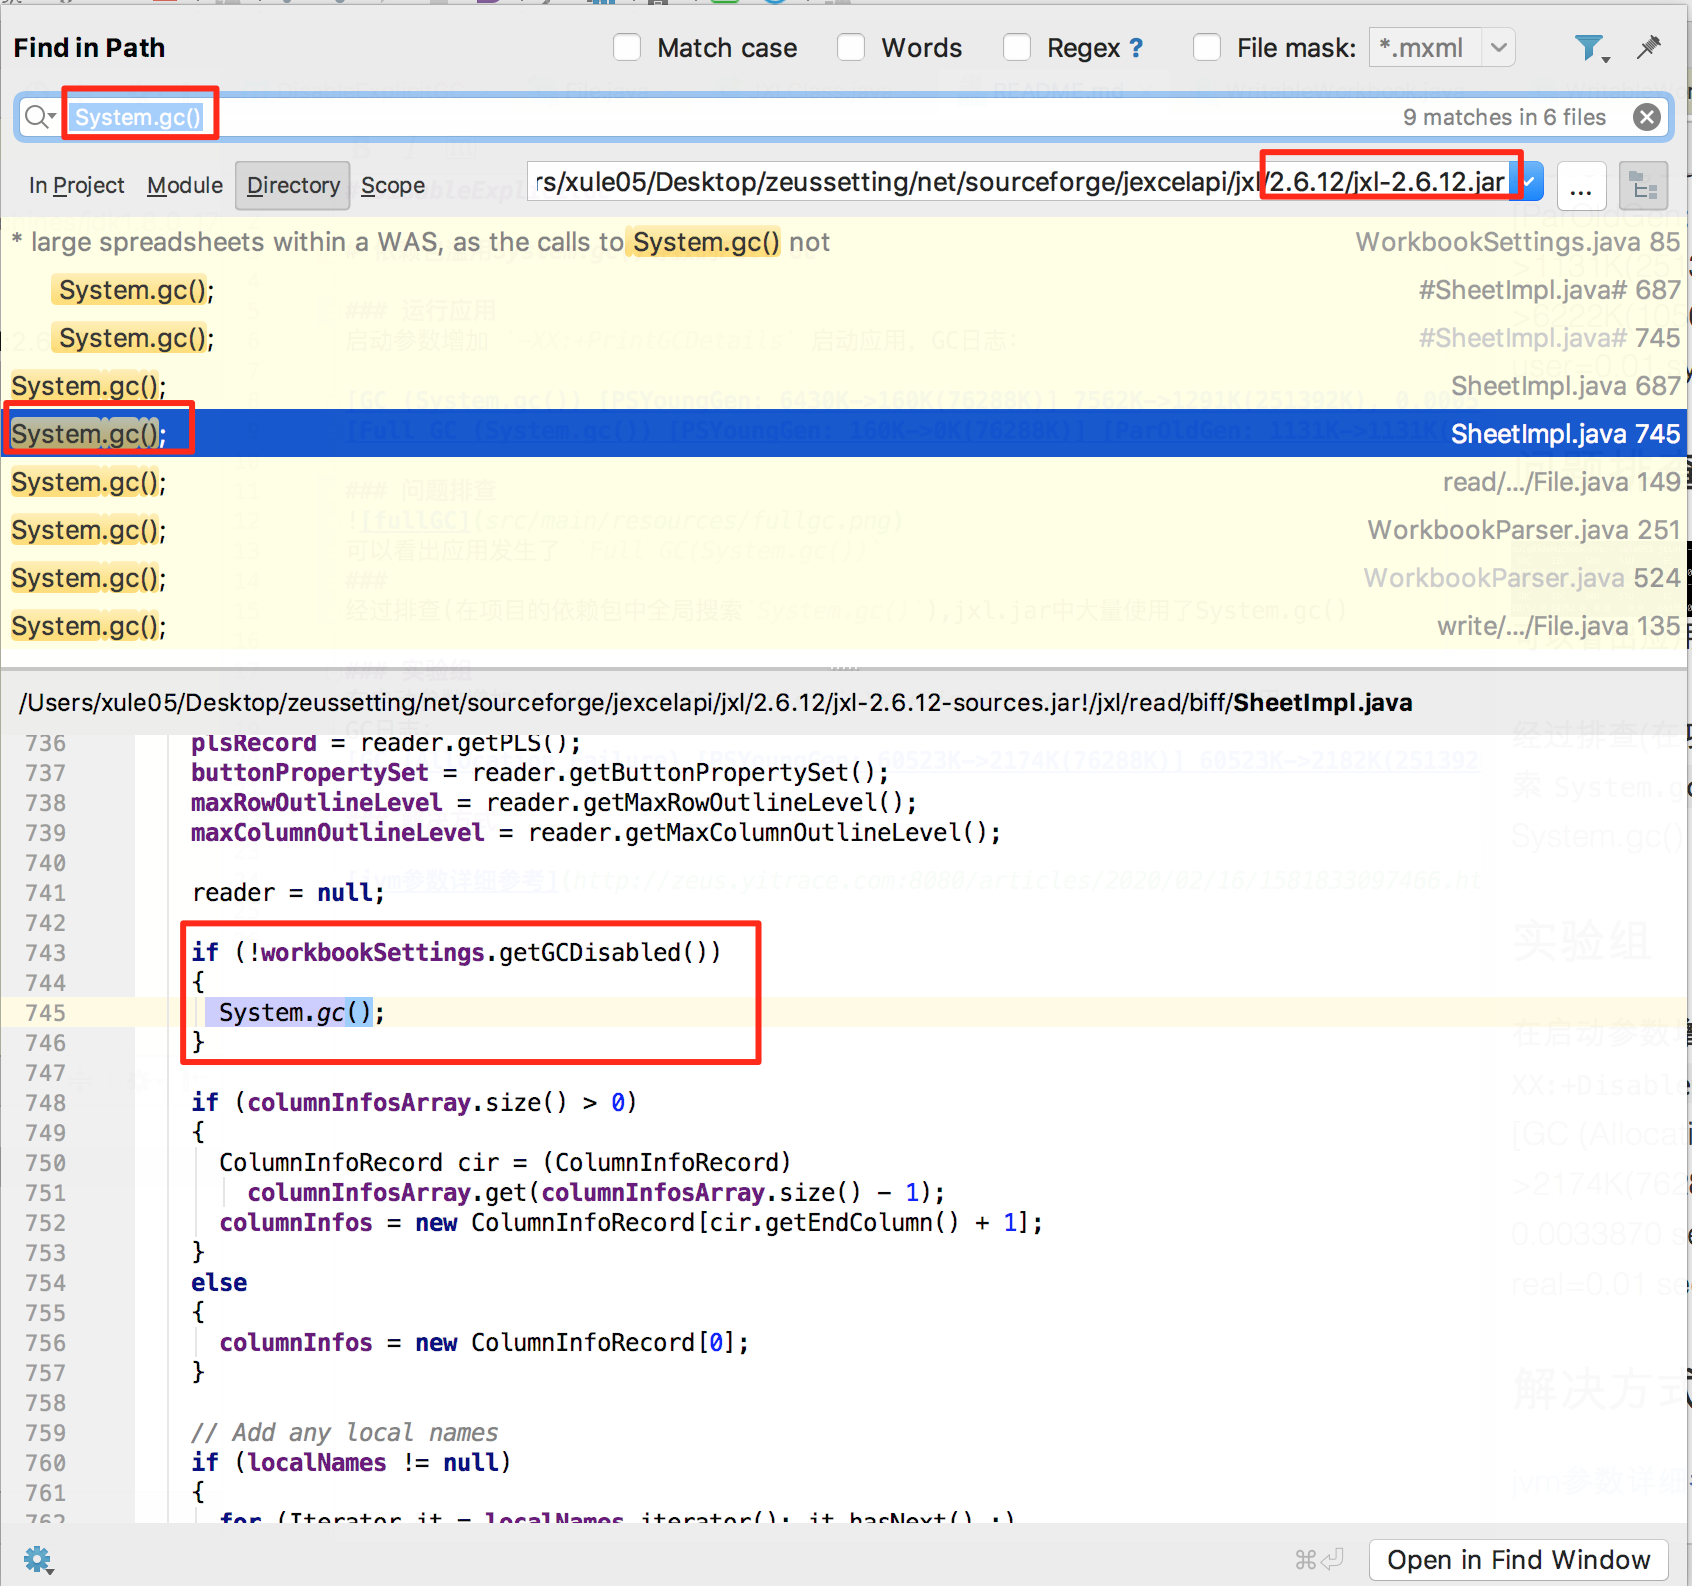 Find in Path
Match case
Words
Regex ?
File mask:
*.mxml
System.gc()
9 matches in 6 files
In Project
Module
Directory
Scope
rs/xule05/Desktop/zeussetting/net/sourceforge/jexcelapi/jxl/2.6.12/jxl-2.6.12.jar
...
* large spreadsheets within a WAS, as the calls to System.gc() not
WorkbookSettings.java 85
System.gc();
#SheetImpl.java# 687
System.gc();
#SheetImpl.java# 745
System.gc();
SheetImpl.java 687
System.gc();
SheetImpl.java 745
System.gc();
read/.../File.java 149
System.gc();
WorkbookParser.java 251
System.gc();
WorkbookParser.java 524
System.gc();
write/.../File.java 135
/Users/xule05/Desktop/zeussetting/net/sourceforge/jexcelapi/jxl/2.6.12/jxl-2.6.12-sources.jar!/jxl/read/biff/SheetImpl.java
736 plsRecord = reader.getPLS();
737 buttonPropertySet = reader.getButtonPropertySet();
738 maxRowOutlineLevel = reader.getMaxRowOutlineLevel();
739 maxColumnOutlineLevel = reader.getMaxColumnOutlineLevel();
740
741 reader = null;
742
743 if (!workbookSettings.getGCDisabled())
744 {
745 System.gc();
746 }
747
748 if (columnInfosArray.size() > 0)
749 {
750 ColumnInfoRecord cir = (ColumnInfoRecord)
751 columnInfosArray.get(columnInfosArray.size() - 1);
752 columnInfos = new ColumnInfoRecord[cir.getEndColumn() + 1];
753 }
754 else
755 {
756 columnInfos = new ColumnInfoRecord[0];
757 }
758
759 // Add any local names
760 if (localNames != null)
761 {
762 for (Iterator it = localNames.iterator(); it.hasNext() ;)
Open in Find Window